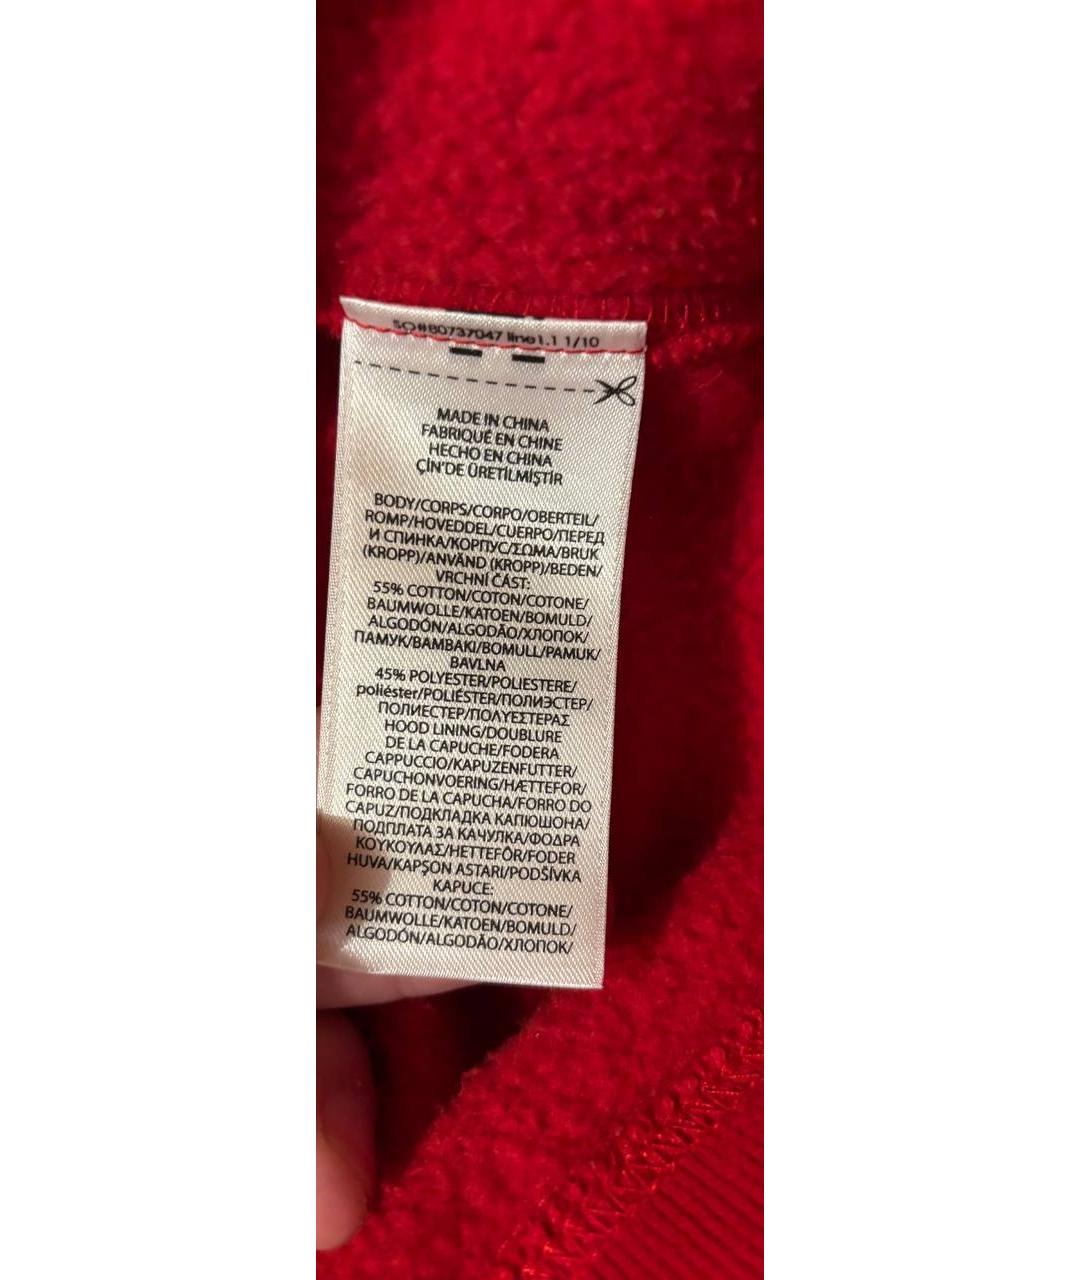 SO#80737047 line1.1 1/10
MADE IN CHINA
FABRIQUÉ EN CHINE
HECHO EN CHINA
ÇİN'DE ÜRETİLMİŞTİR
BODY/CORPS/CORPO/OBERTEIL/
ROMP/HOVEDDEL/CUERPO/ПЕРЕД
И СПИНКА/КОРПУС/ΣΩΜΑ/BRUK
(KROPP)/ANVÄND (KROPP)/BEDEN/
VRCHNÍ ČÁST:
55% COTTON/COTON/COTONE/
BAUMWOLLE/KATOEN/BOMULD/
ALGODÓN/ALGODÃO/ХЛОПОК/
ПАМУК/BAMBAKI/BOMULL/PAMUK/
BAVLNA
45% POLYESTER/POLIESTERE/
poliéster/POLIÉSTER/ПОЛИЭСТЕР/
ПОЛИЕСТЕР/ΠΟΛΥΕΣΤΕΡΑΣ
HOOD LINING/DOUBLURE
DE LA CAPUCHE/FODERA
CAPPUCCIO/KAPUZENFUTTER/
CAPUCHONVOERING/HÆTTEFOR/
FORRO DE LA CAPUCHA/FORRO DO
CAPUZ/ПОДКЛАДКА КАПЮШОНА/
ПОДПЛАТА ЗА КАЧУЛКА/ΦΟΔΡΑ
ΚΟΥΚΟΥΛΑΣ/HETTEFÔR/FODER
HUVA/KAPŞON ASTARI/PODŠÍVKA
KAPUCE:
55% COTTON/COTON/COTONE/
BAUMWOLLE/KATOEN/BOMULD/
ALGODÓN/ALGODÃO/ХЛОПОК/